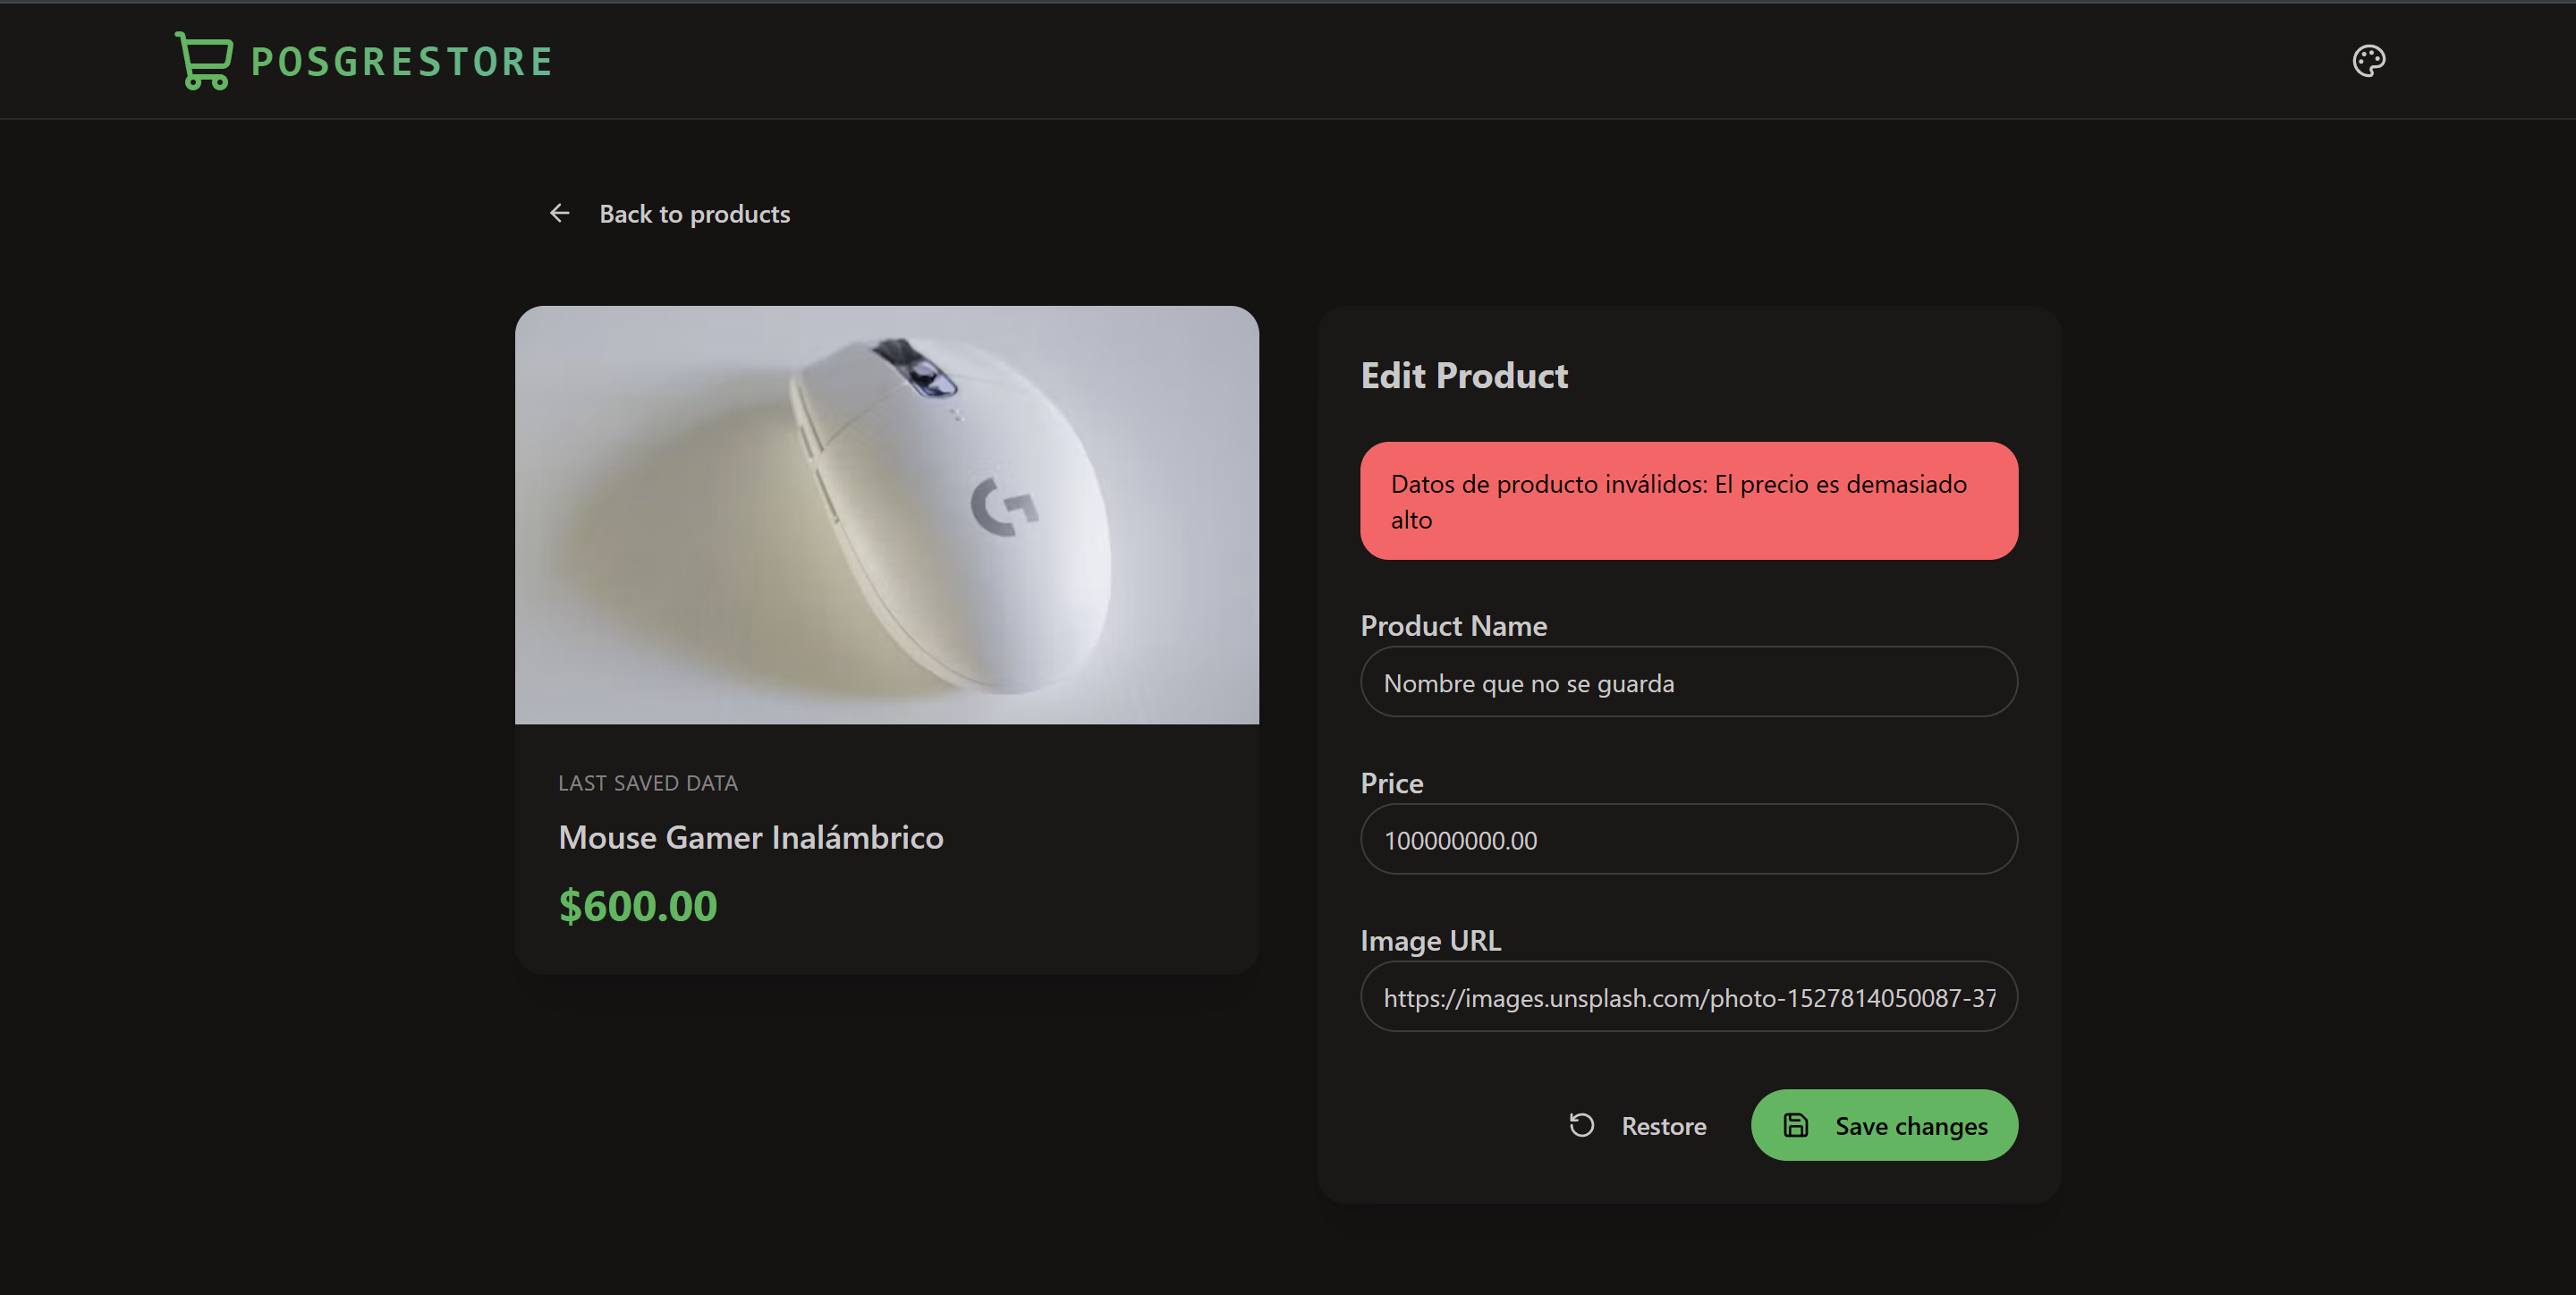 POSGRESTORE
Back to products
LAST SAVED DATA
Mouse Gamer Inalámbrico
$600.00
Edit Product
Datos de producto inválidos: El precio es demasiado
alto
Product Name
Nombre que no se guarda
Price
100000000.00
Image URL
https://images.unsplash.com/photo-1527814050087-37
Restore
Save changes